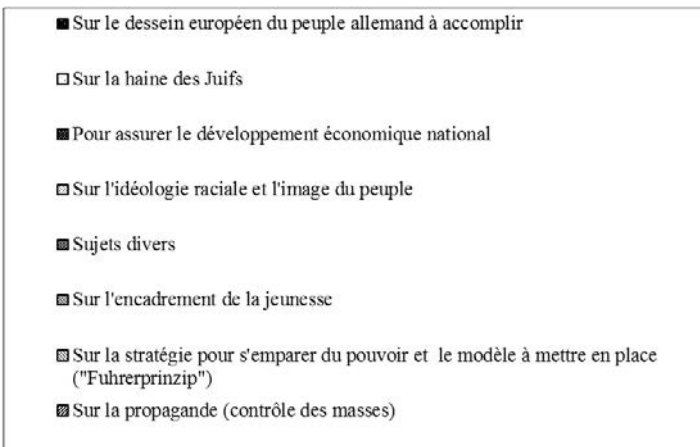 Sur le dessein européen du peuple allemand à accomplir
Sur la haine des Juifs
Pour assurer le développement économique national
Sur l'idéologie raciale et l'image du peuple
Sujets divers
Sur l'encadrement de la jeunesse
Sur la stratégie pour s'emparer du pouvoir et le modèle à mettre en place
("Fuhrerprinzip")
Sur la propagande (contrôle des masses)